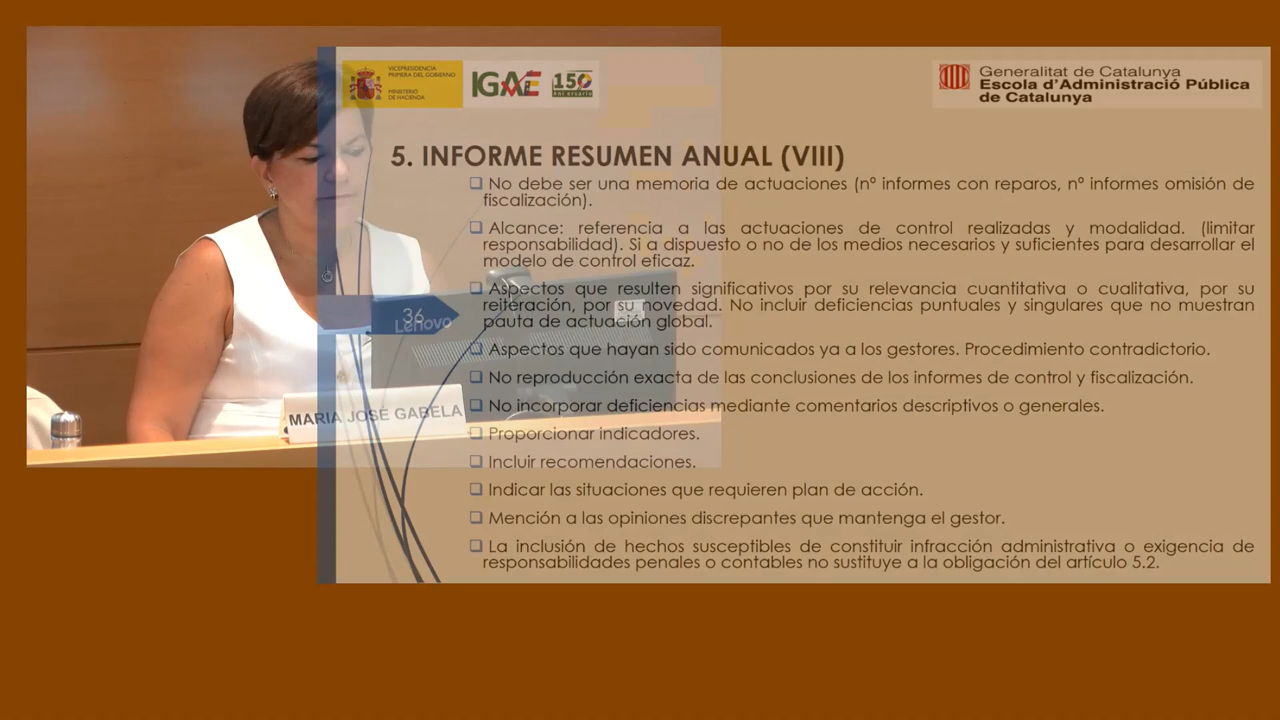 VICEPRESIDENCIA
PRIMERA DEL GOBIERNO
MINISTERIO
DE HACIENDA
IGAE
150
Aniversario
Generalitat de Catalunya
Escola d'Administració Pública
de Catalunya
5. INFORME RESUMEN ANUAL (VIII)
No debe ser una memoria de actuaciones (nº informes con reparos, nº informes omisión de
fiscalización).
Alcance: referencia a las actuaciones de control realizadas y modalidad. (limitar
responsabilidad). Si a dispuesto o no de los medios necesarios y suficientes para desarrollar el
modelo de control eficaz.
Aspectos que resulten significativos por su relevancia cuantitativa o cualitativa, por su
reiteración, por su novedad. No incluir deficiencias puntuales y singulares que no muestran
pauta de actuación global.
36
Lenovo
Aspectos que hayan sido comunicados ya a los gestores. Procedimiento contradictorio.
No reproducción exacta de las conclusiones de los informes de control y fiscalización.
No incorporar deficiencias mediante comentarios descriptivos o generales.
MARIA JOSÉ GABELA
Proporcionar indicadores.
Incluir recomendaciones.
Indicar las situaciones que requieren plan de acción.
Mención a las opiniones discrepantes que mantenga el gestor.
La inclusión de hechos susceptibles de constituir infracción administrativa o exigencia de
responsabilidades penales o contables no sustituye a la obligación del artículo 5.2.